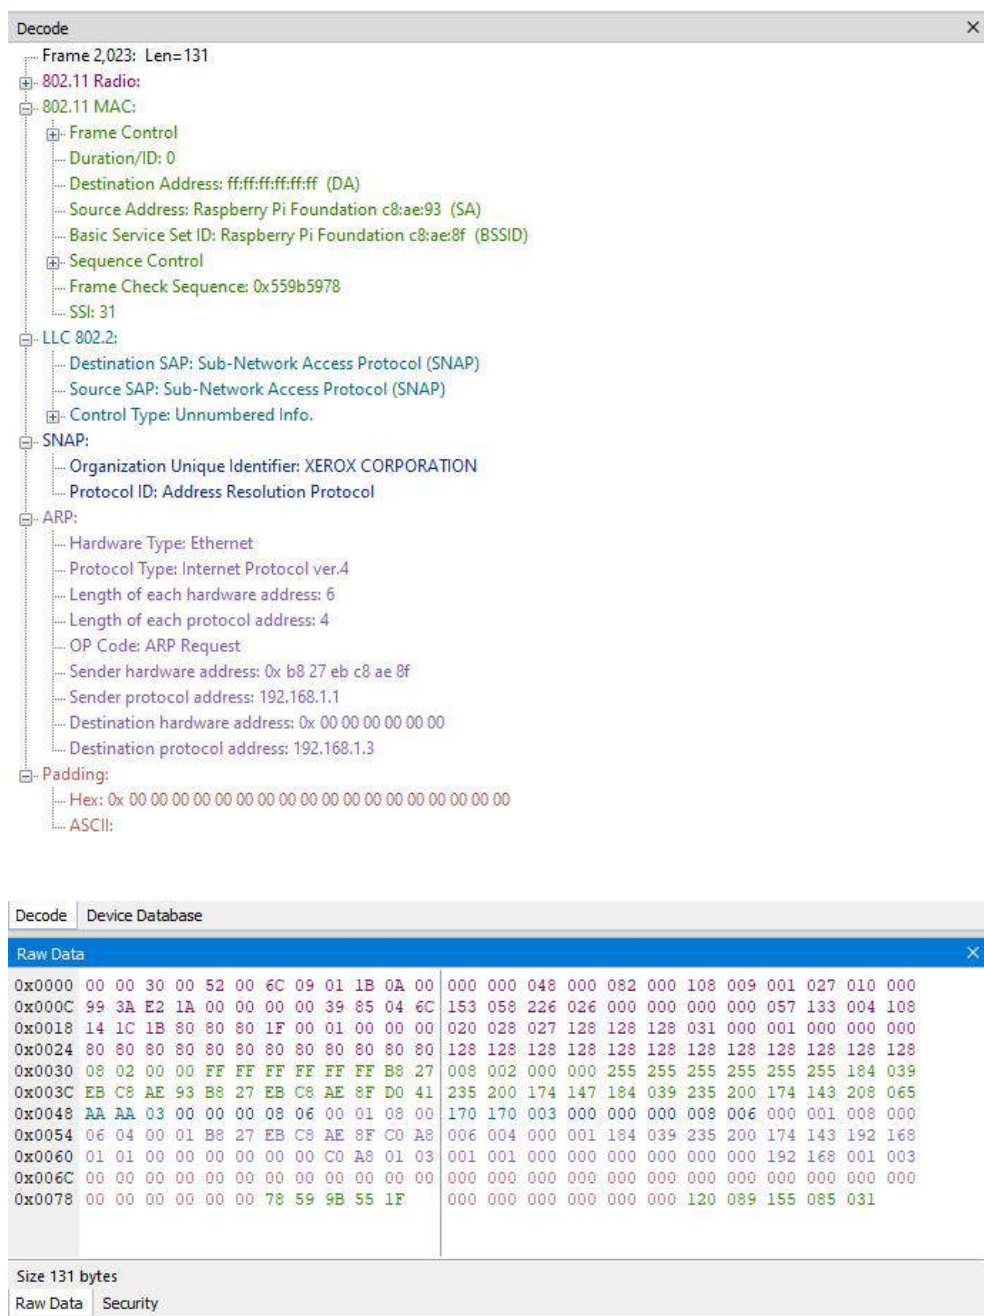 Decode
Frame 2,023: Len=131
802.11 Radio:
802.11 MAC:
Frame Control
Duration/ID: 0
Destination Address: ff:ff:ff:ff:ff:ff (DA)
Source Address: Raspberry Pi Foundation c8:ae:93 (SA)
Basic Service Set ID: Raspberry Pi Foundation c8:ae:8f (BSSID)
Sequence Control
Frame Check Sequence: 0x559b5978
SSI: 31
LLC 802.2:
Destination SAP: Sub-Network Access Protocol (SNAP)
Source SAP: Sub-Network Access Protocol (SNAP)
Control Type: Unnumbered Info.
SNAP:
Organization Unique Identifier: XEROX CORPORATION
Protocol ID: Address Resolution Protocol
ARP:
Hardware Type: Ethernet
Protocol Type: Internet Protocol ver.4
Length of each hardware address: 6
Length of each protocol address: 4
OP Code: ARP Request
Sender hardware address: 0x b8 27 eb c8 ae 8f
Sender protocol address: 192.168.1.1
Destination hardware address: 0x 00 00 00 00 00 00
Destination protocol address: 192.168.1.3
Padding:
Hex: 0x 00 00 00 00 00 00 00 00 00 00 00 00 00 00 00 00 00 00
ASCII:
Decode Device Database
Raw Data
0x0000 00 00 30 00 52 00 6C 09 01 1B 0A 00 000 000 048 000 082 000 108 009 001 027 010 000
0x000C 99 3A E2 1A 00 00 00 00 39 85 04 6C 153 058 226 026 000 000 000 000 057 133 004 108
0x0018 14 1C 1B 80 80 80 1F 00 01 00 00 00 020 028 027 128 128 128 031 000 001 000 000 000
0x0024 80 80 80 80 80 80 80 80 80 80 80 80 128 128 128 128 128 128 128 128 128 128 128 128
0x0030 08 02 00 00 FF FF FF FF FF FF B8 27 008 002 000 000 255 255 255 255 255 255 184 039
0x003C EB C8 AE 93 B8 27 EB C8 AE 8F D0 41 235 200 174 147 184 039 235 200 174 143 208 065
0x0048 AA AA 03 00 00 00 08 06 00 01 08 00 170 170 003 000 000 000 008 006 000 001 008 000
0x0054 06 04 00 01 B8 27 EB C8 AE 8F C0 A8 006 004 000 001 184 039 235 200 174 143 192 168
0x0060 01 01 00 00 00 00 00 00 C0 A8 01 03 001 001 000 000 000 000 000 000 192 168 001 003
0x006C 00 00 00 00 00 00 00 00 00 00 00 00 000 000 000 000 000 000 000 000 000 000 000 000
0x0078 00 00 00 00 00 00 78 59 9B 55 1F 000 000 000 000 000 000 120 089 155 085 031
Size 131 bytes
Raw Data Security